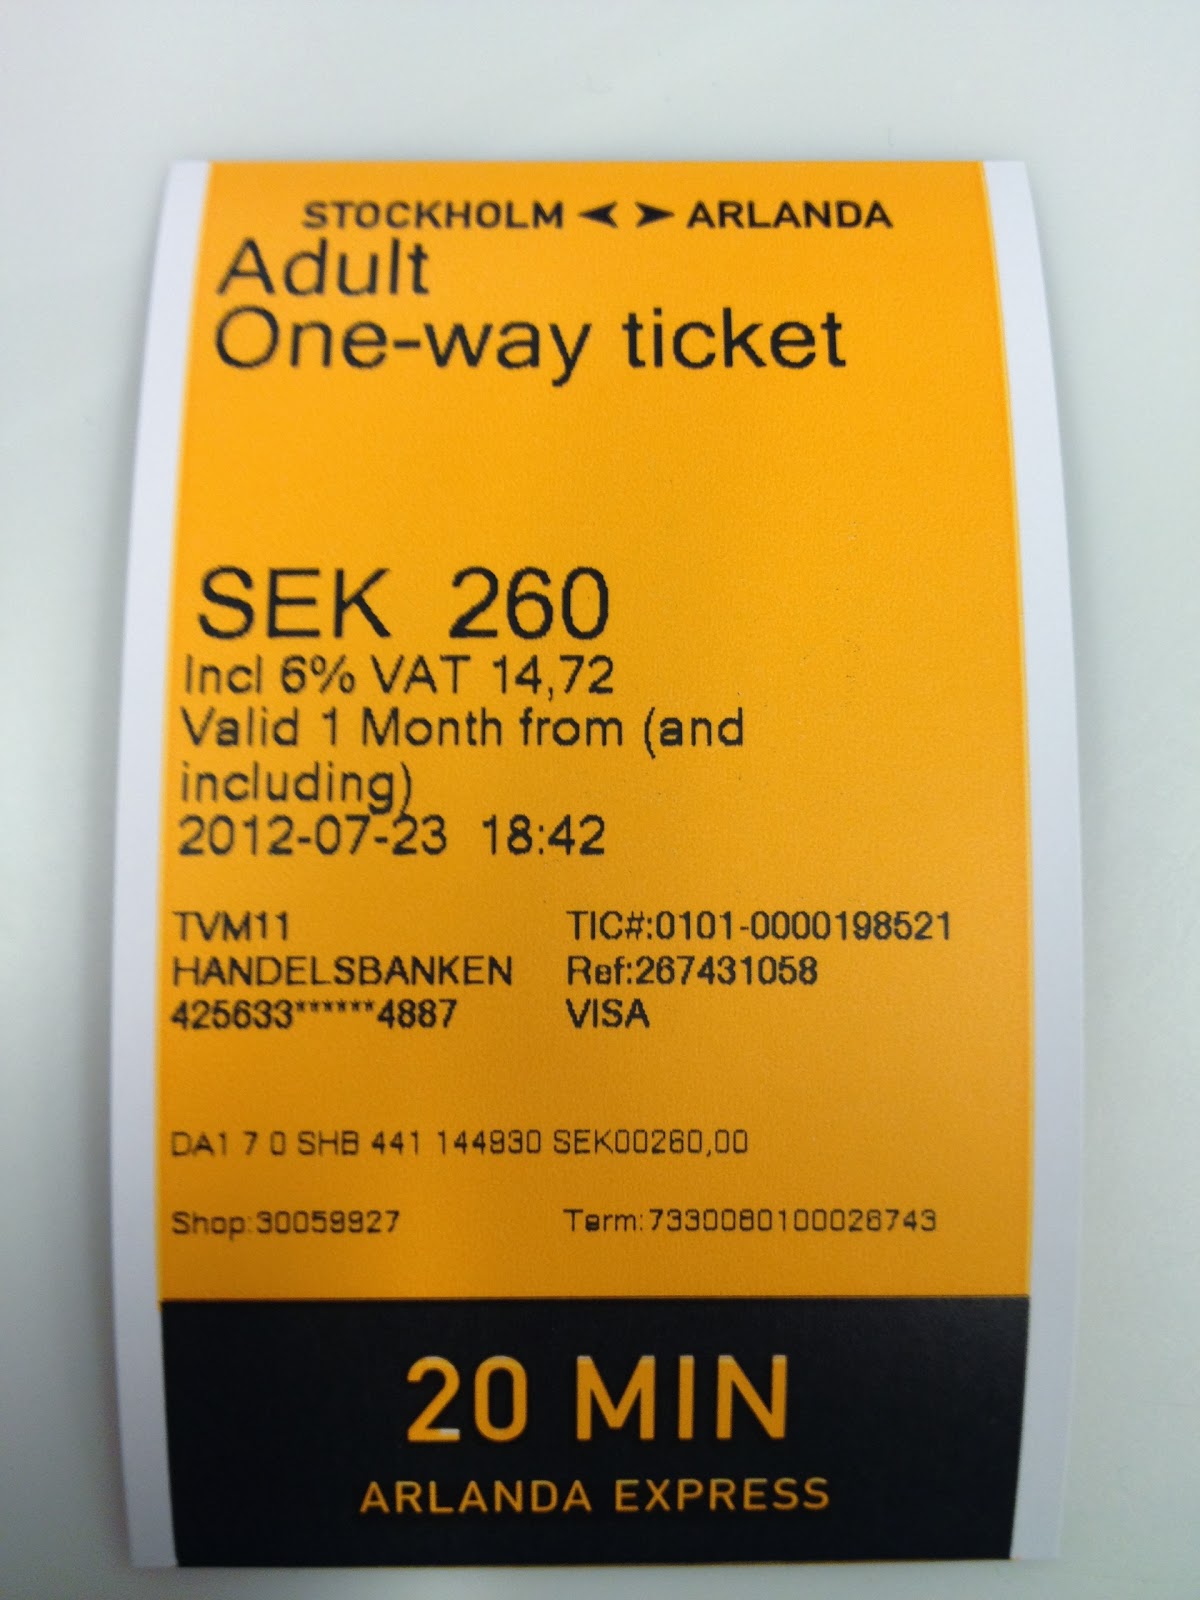 STOCKHOLM ARLANDA
Adult
One-way ticket
SEK 260
Incl 6% VAT 14,72
Valid 1 Month from (and
including)
2012-07-23 18:42
TVM11 TIC#:0101-0000198521
HANDELSBANKEN Ref:267431058
425633******4887 VISA
DA1 7 0 SHB 441 144930 SEK00260,00
Shop:30059927 Term:7330080100026743
20 MIN
ARLANDA EXPRESS